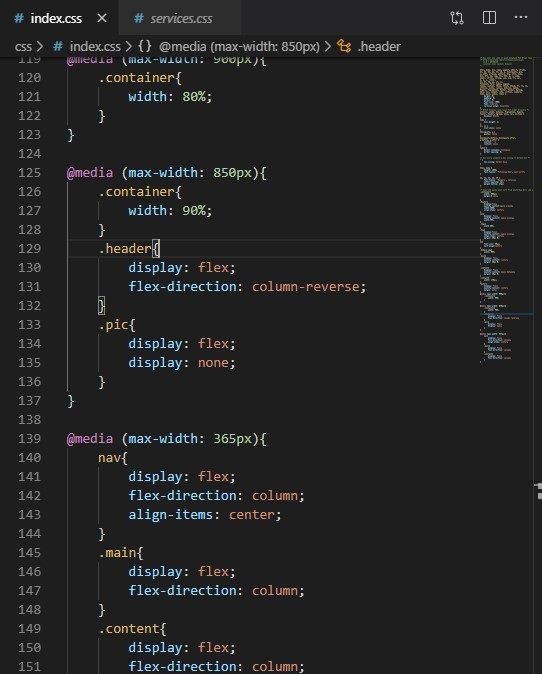 # index.css
# services.css
css > # index.css > {} @media (max-width: 850px) > .header
119 @media (max-width: 900px){
120     .container{
121         width: 80%;
122     }
123 }
124
125 @media (max-width: 850px){
126     .container{
127         width: 90%;
128     }
129     .header{
130         display: flex;
131         flex-direction: column-reverse;
132     }
133     .pic{
134         display: flex;
135         display: none;
136     }
137 }
138
139 @media (max-width: 365px){
140     nav{
141         display: flex;
142         flex-direction: column;
143         align-items: center;
144     }
145     .main{
146         display: flex;
147         flex-direction: column;
148     }
149     .content{
150         display: flex;
151         flex-direction: column;